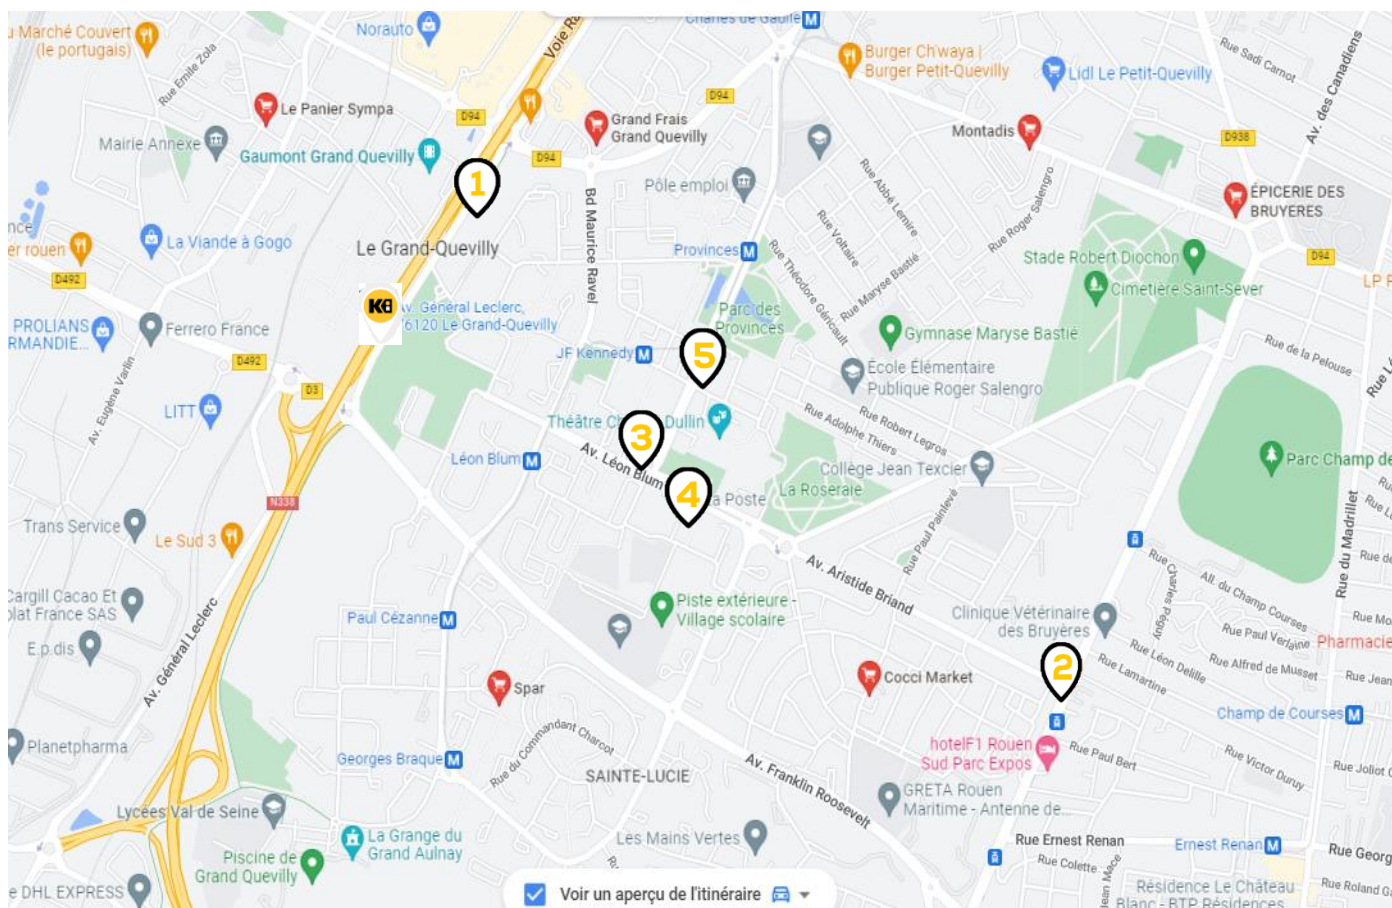 u Marché Couvert
(le portugais)
Norauto
Voie Ra
Charles de Gaulle M
Burger Ch'waya |
Burger Petit-Quevilly
Lidl Le Petit-Quevilly
Rue Sadi Carnot
Av. des Canadiens
Rue Emile Zola
Le Panier Sympa
D94
D94
Grand Frais
Grand Quevilly
Montadis
D938
Mairie Annexe
Gaumont Grand Quevilly
D94
1
Pôle emploi
Rue Abbé Lemire
Rue Roger Salengro
ÉPICERIE DES
BRUYERES
nce
er rouen
La Viande à Gogo
Le Grand-Quevilly
Bd Maurice Ravel
Provinces M
Rue Voltaire
Rue Maryse Bastié
Rue Théodore Géricault
Stade Robert Diochon
D94
D492
LP F
Cimetière Saint-Sever
PROLIANS
RMANDIE...
Ferrero France
Av. Général Leclerc,
76120 Le Grand-Quevilly
Parc des
Provinces
Gymnase Maryse Bastié
Rue de la Pelouse
D492
D3
JF Kennedy M
5
École Élémentaire
Publique Roger Salengro
Av. Eugène Varlin
LITT
Théâtre Ch Dullin
3
Rue Adolphe Thiers
Rue Robert Legros
Av. Léon Blum
Léon Blum M
Collège Jean Texcier
Parc Champ de
4
a Poste
La Roseraie
N338
Trans Service
Le Sud 3
Rue Paul Painlevé
Rue du Madrillet
Rue de
Av. Aristide Briand
Rue Charles Péguy
All. du Champ Courses
Cargill Cacao Et
olat France SAS
Paul Cézanne M
Piste extérieure -
Village scolaire
Clinique Vétérinaire
des Bruyères
Rue Mo
Rue Paul Verlaine
Pharmacie
E.p.dis
Av. Général Leclerc
2
Rue Léon Delille
Rue Alfred de Musset
Rue Jean
Spar
Cocci Market
Rue Lamartine
Champ de Courses M
Planetpharma
Georges Braque M
Rue du Commandant Charcot
SAINTE-LUCIE
Av. Franklin Roosevelt
hotelF1 Rouen
Sud Parc Expos
Rue Paul Bert
Rue Victor Duruy
Rue Joliot C
Lycées Val de Seine
La Grange du
Grand Aulnay
GRETA Rouen
Maritime - Antenne de...
Les Mains Vertes
Rue Ernest Renan
Ernest Renan M
Rue Georg
Piscine de
Grand Quevilly
Rue Colette
Jean Macé
e DHL EXPRESS
Voir un aperçu de l'itinéraire
Résidence Le Château
Blanc - BTP Résidences
Rue Roland G